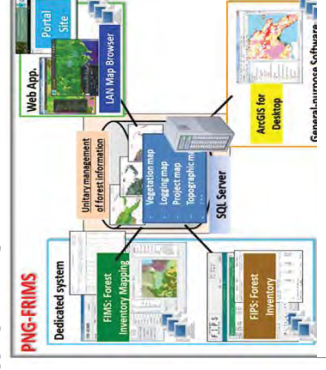 PNG-FRIMS
Dedicated system
FIMS: Forest
Inventory Mapping
FIPS
FIPS: Forest
Inventory
Unitary management
of forest information
Vegetation map
Logging map
Project map
Topographic ma
SQL Server
Web App.
Portal
Site
LAN Map Browser
ArcGIS for
Desktop
General-purpose Software